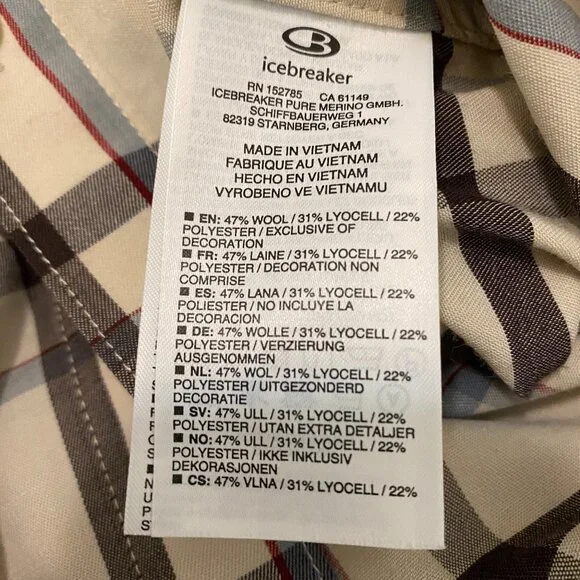 icebreaker
RN 152785 CA 61149
ICEBREAKER PURE MERINO GMBH.
SCHIFFBAUERWEG 1
82319 STARNBERG, GERMANY
MADE IN VIETNAM
FABRIQUE AU VIETNAM
HECHO EN VIETNAM
VYROBENO VE VIETNAMU
EN: 47% WOOL / 31% LYOCELL / 22%
POLYESTER / EXCLUSIVE OF
DECORATION
FR: 47% LAINE / 31% LYOCELL / 22%
POLYESTER / DECORATION NON
COMPRISE
ES: 47% LANA / 31% LYOCELL / 22%
POLIESTER / NO INCLUYE LA
DECORACION
DE: 47% WOLLE / 31% LYOCELL / 22%
POLYESTER / VERZIERUNG
AUSGENOMMEN
NL: 47% WOL / 31% LYOCELL / 22%
POLYESTER / UITGEZONDERD
DECORATIE
SV: 47% ULL / 31% LYOCELL / 22%
POLYESTER / UTAN EXTRA DETALJER
NO: 47% ULL / 31% LYOCELL / 22%
POLYESTER / IKKE INKLUSIV
DEKORASJONEN
CS: 47% VLNA / 31% LYOCELL / 22%